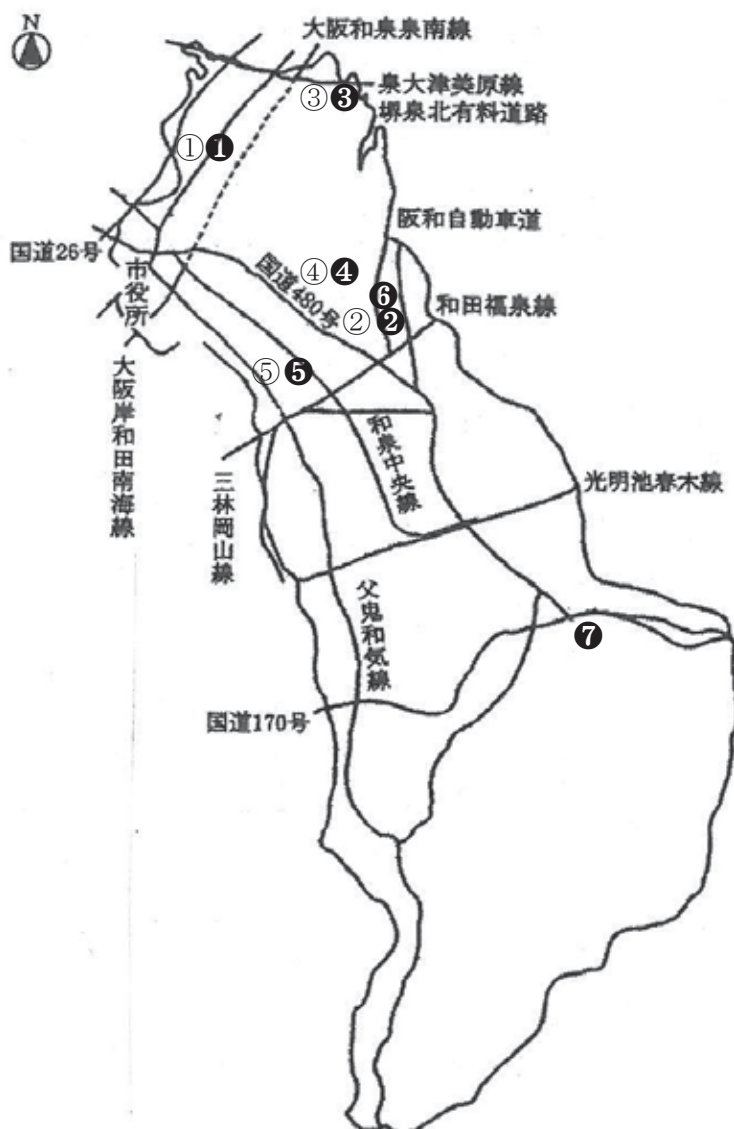 N
大阪和泉泉南線
泉大津美原線
③❸
堺泉北有料道路
①❶
阪和自動車道
国道26号
国道480号
④❹
❻
②❷
和田福泉線
市役所
大阪岸和田南海線
⑤❺
和泉中央線
三林岡山線
光明池春木線
父鬼和気線
❼
国道170号